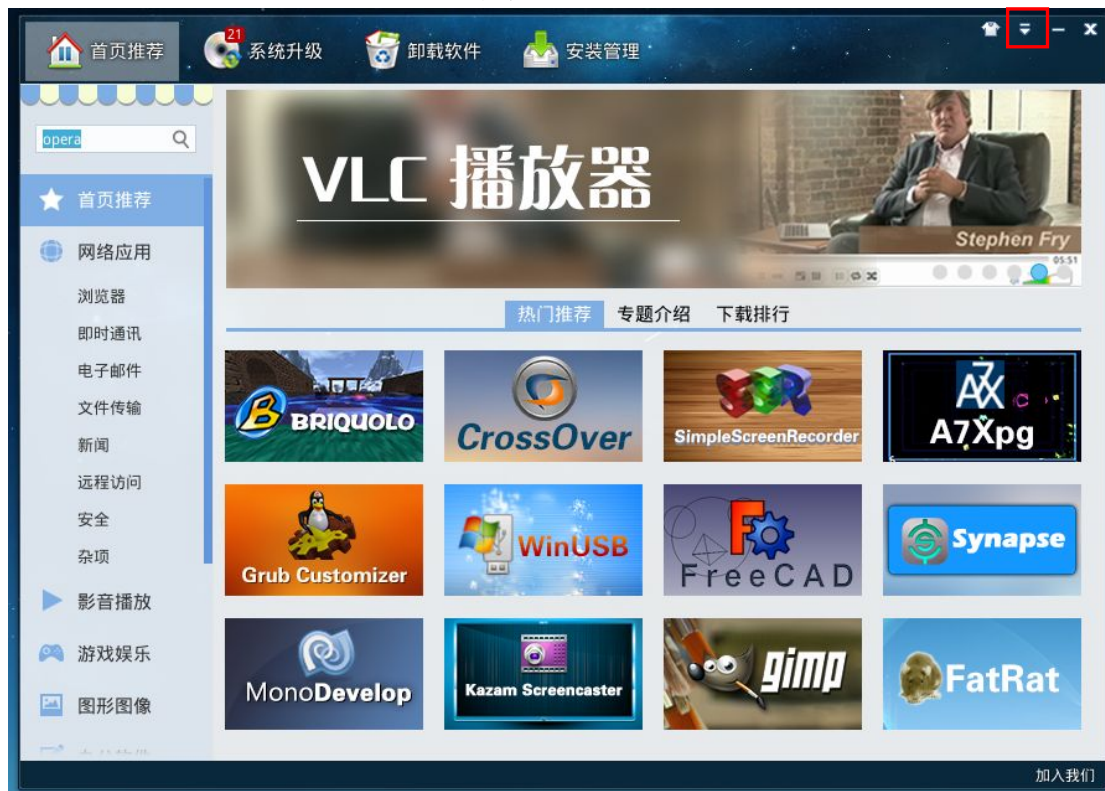 首页推荐
21
系统升级
卸载软件
安装管理
opera
首页推荐
网络应用
浏览器
即时通讯
电子邮件
文件传输
新闻
远程访问
安全
杂项
影音播放
游戏娱乐
图形图像
VLC 播放器
Stephen Fry
05:51
热门推荐 专题介绍 下载排行
BRIQUOLO
CrossOver
SSR
SimpleScreenRecorder
A7X
A7Xpg
Grub Customizer
WinUSB
FreeCAD
Synapse
MonoDevelop
Kazam Screencaster
gimp
FatRat
加入我们